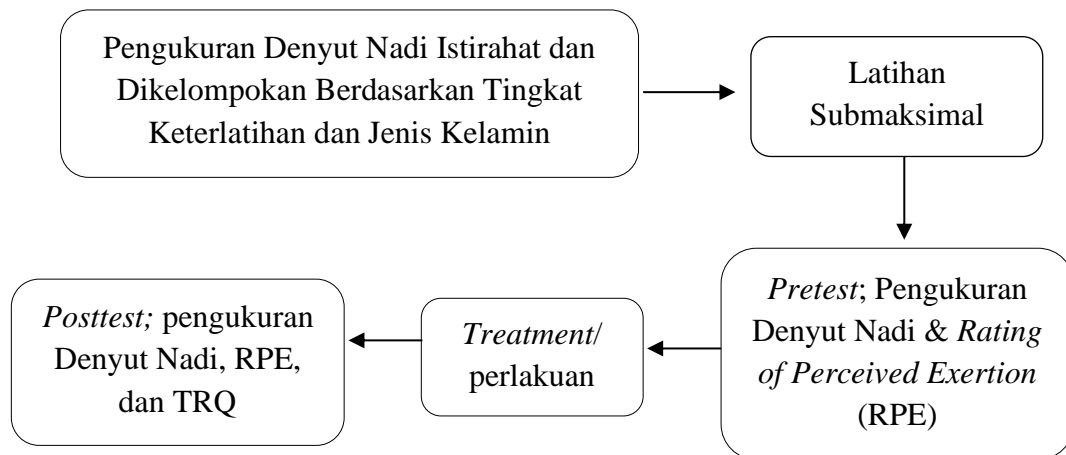 Pengukuran Denyut Nadi Istirahat dan
Dikelompokan Berdasarkan Tingkat
Keterlatihan dan Jenis Kelamin
Latihan
Submaksimal
Pretest; Pengukuran
Denyut Nadi & Rating
of Perceived Exertion
(RPE)
Treatment/
perlakuan
Posttest; pengukuran
Denyut Nadi, RPE,
dan TRQ